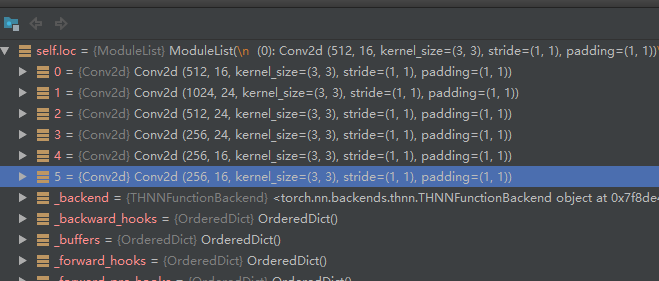 self.loc = {ModuleList} ModuleList(\n (0): Conv2d (512, 16, kernel_size=(3, 3), stride=(1, 1), padding=(1, 1))\
0 = {Conv2d} Conv2d (512, 16, kernel_size=(3, 3), stride=(1, 1), padding=(1, 1))
1 = {Conv2d} Conv2d (1024, 24, kernel_size=(3, 3), stride=(1, 1), padding=(1, 1))
2 = {Conv2d} Conv2d (512, 24, kernel_size=(3, 3), stride=(1, 1), padding=(1, 1))
3 = {Conv2d} Conv2d (256, 24, kernel_size=(3, 3), stride=(1, 1), padding=(1, 1))
4 = {Conv2d} Conv2d (256, 16, kernel_size=(3, 3), stride=(1, 1), padding=(1, 1))
5 = {Conv2d} Conv2d (256, 16, kernel_size=(3, 3), stride=(1, 1), padding=(1, 1))
_backend = {THNNFunctionBackend} <torch.nn.backends.thnn.THNNFunctionBackend object at 0x7f8de4
_backward_hooks = {OrderedDict} OrderedDict()
_buffers = {OrderedDict} OrderedDict()
_forward_hooks = {OrderedDict} OrderedDict()
_forward_pre_hooks = {OrderedDict} OrderedDict()